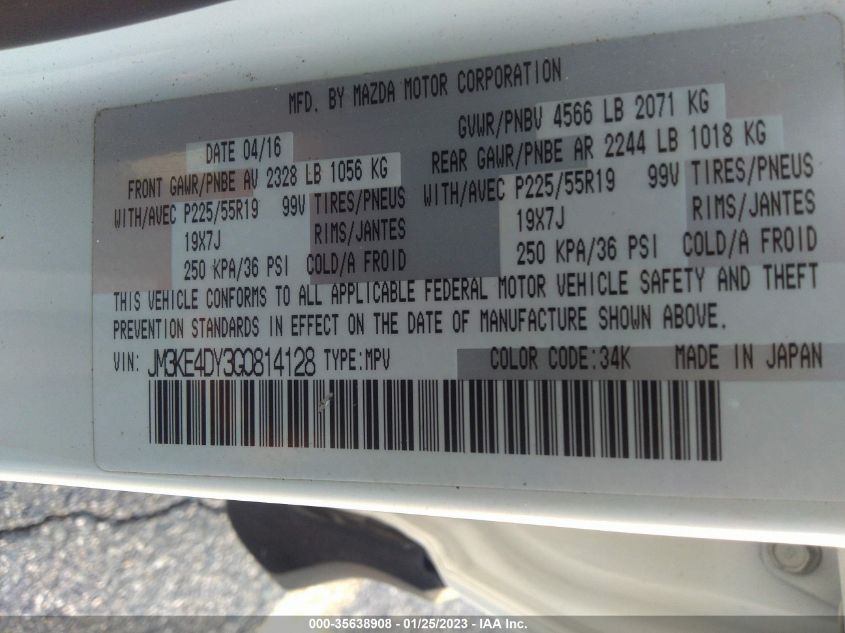 MFD. BY MAZDA MOTOR CORPORATION
DATE 04/16
GVWR/PNBV 4566 LB 2071 KG
FRONT GAWR/PNBE AV 2328 LB 1056 KG
REAR GAWR/PNBE AR 2244 LB 1018 KG
WITH/AVEC P225/55R19 99V TIRES/PNEUS
WITH/AVEC P225/55R19 99V TIRES/PNEUS
19X7J RIMS/JANTES
19X7J RIMS/JANTES
250 KPA/36 PSI COLD/A FROID
250 KPA/36 PSI COLD/A FROID
THIS VEHICLE CONFORMS TO ALL APPLICABLE FEDERAL MOTOR VEHICLE SAFETY AND THEFT
PREVENTION STANDARDS IN EFFECT ON THE DATE OF MANUFACTURE SHOWN ABOVE.
VIN: JM3KE4DY3G0814128 TYPE:MPV COLOR CODE:34K MADE IN JAPAN
000-35638908 - 01/25/2023 - IAA Inc.